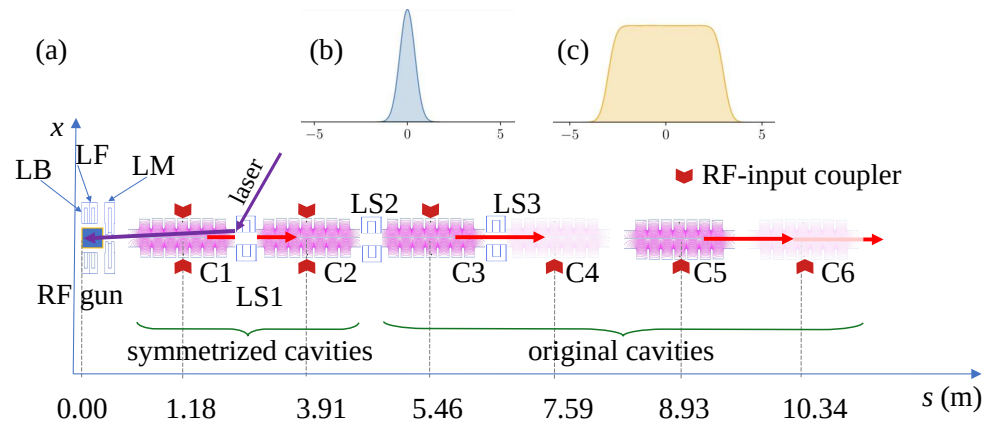 (a)
(b)
(c)
-5 0 5
-5 0 5
x
LB
LF
LM
laser
RF-input coupler
LS2
LS3
RF gun
C1
LS1
C2
C3
C4
C5
C6
symmetrized cavities
original cavities
0.00 1.18 3.91 5.46 7.59 8.93 10.34
s (m)